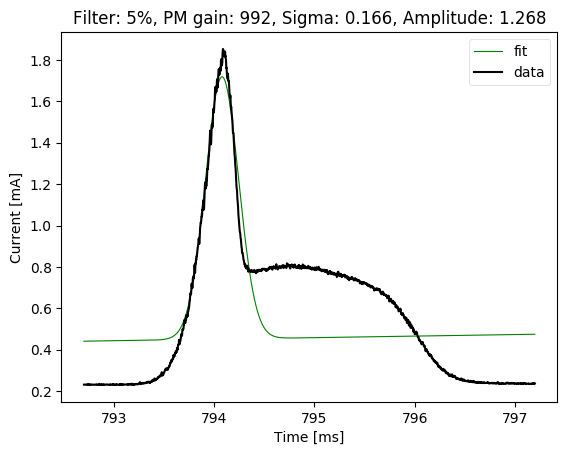 Filter: 5%, PM gain: 992, Sigma: 0.166, Amplitude: 1.268
fit
data
Current [mA]
1.8
1.6
1.4
1.2
1.0
0.8
0.6
0.4
0.2
793 794 795 796 797
Time [ms]